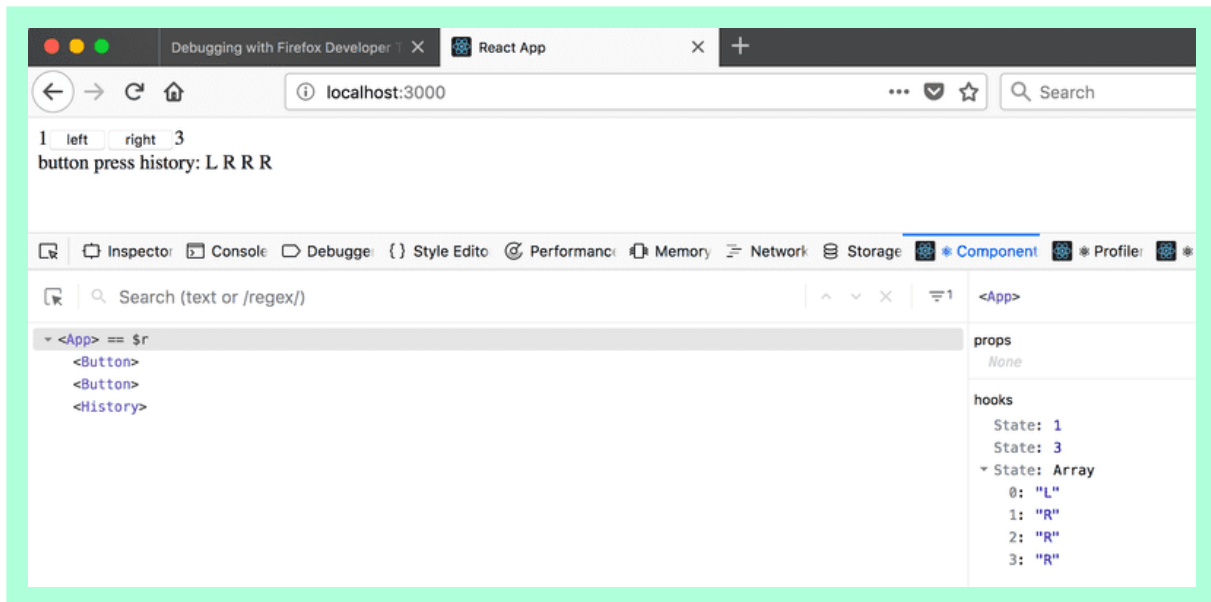 Debugging with Firefox Developer T
React App
localhost:3000
Search
1 left right 3
button press history: L R R R
Inspector Console Debugge {} Style Edito Performanc Memory Network Storage Component Profiler
Search (text or /regex/)
1
<App>
<App> == $r
<Button>
<Button>
<History>
props
None
hooks
State: 1
State: 3
State: Array
0: "L"
1: "R"
2: "R"
3: "R"